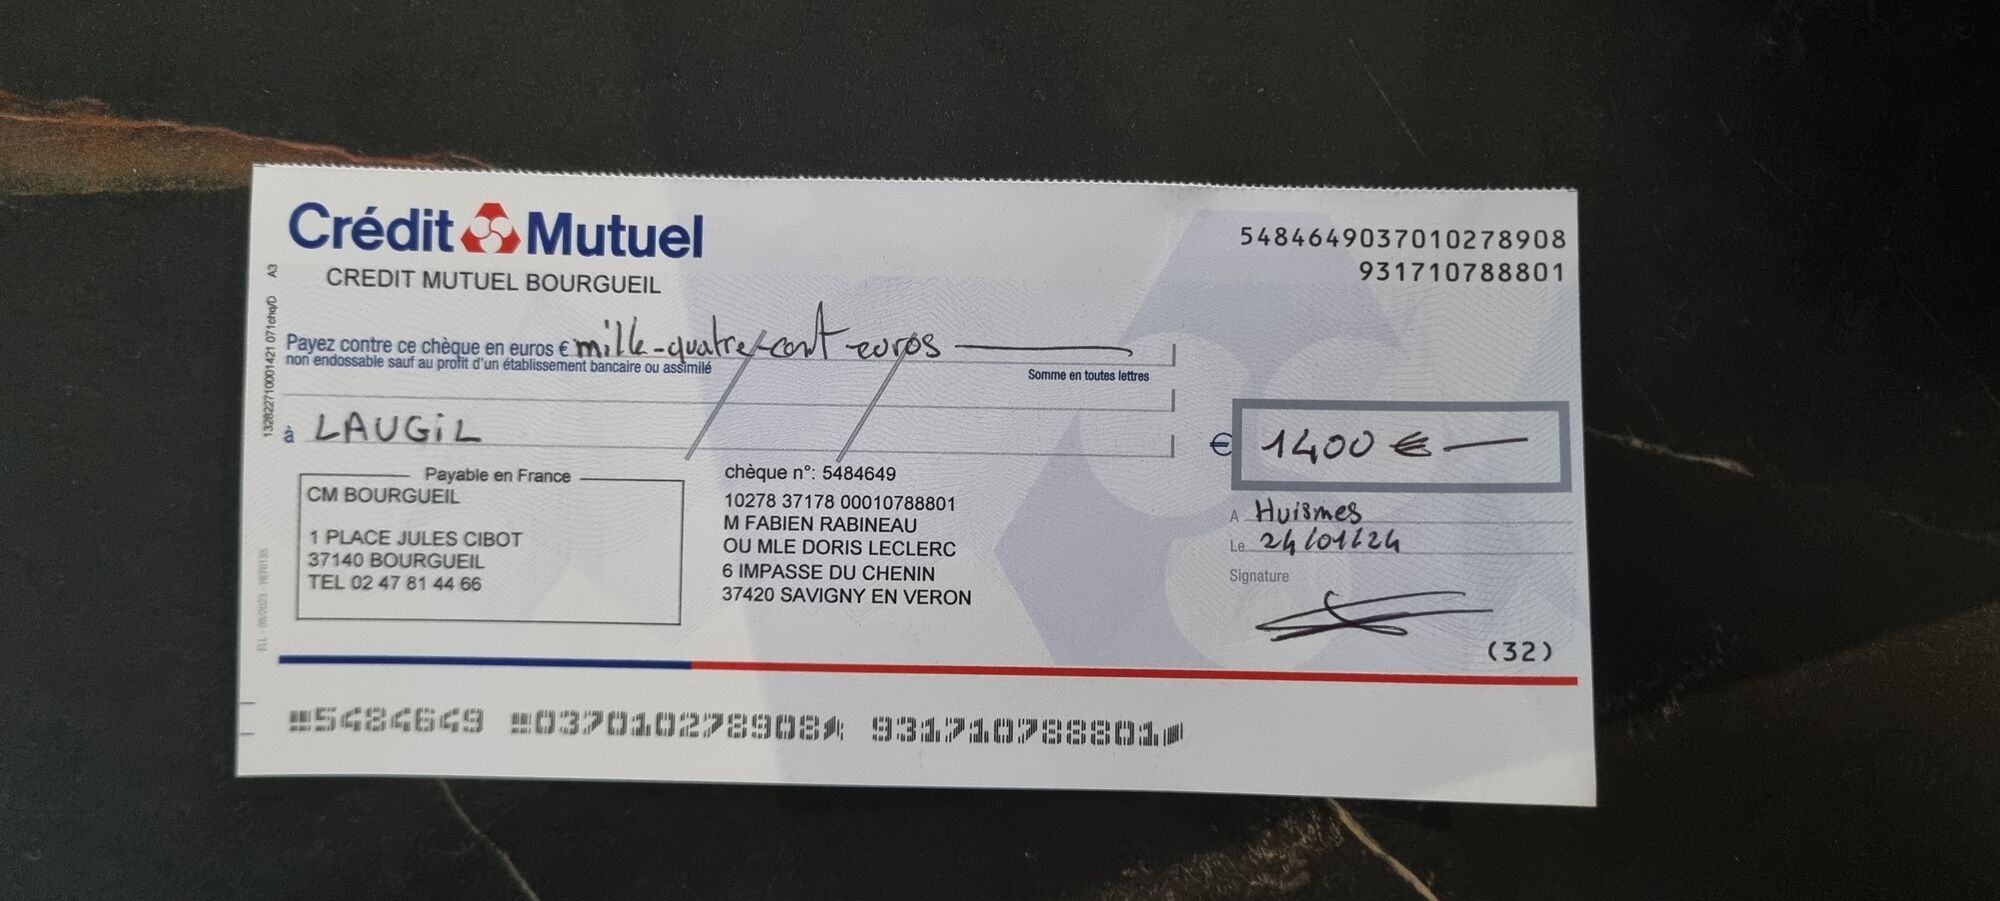 Crédit Mutuel
CREDIT MUTUEL BOURGUEIL
5484649037010278908
931710788801
A3
132822710001421 071chq/D
Payez contre ce chèque en euros € mille-quatre-cent euros
non endossable sauf au profit d'un établissement bancaire ou assimilé
Somme en toutes lettres
à LAUGIL
€ 1400 €
Payable en France
CM BOURGUEIL
1 PLACE JULES CIBOT
37140 BOURGUEIL
TEL 02 47 81 44 66
chèque n°: 5484649
10278 37178 00010788801
M FABIEN RABINEAU
OU MLE DORIS LECLERC
6 IMPASSE DU CHENIN
37420 SAVIGNY EN VERON
A Huismes
Le 24/01/24
Signature
(32)
5484649 037010278908 931710788801